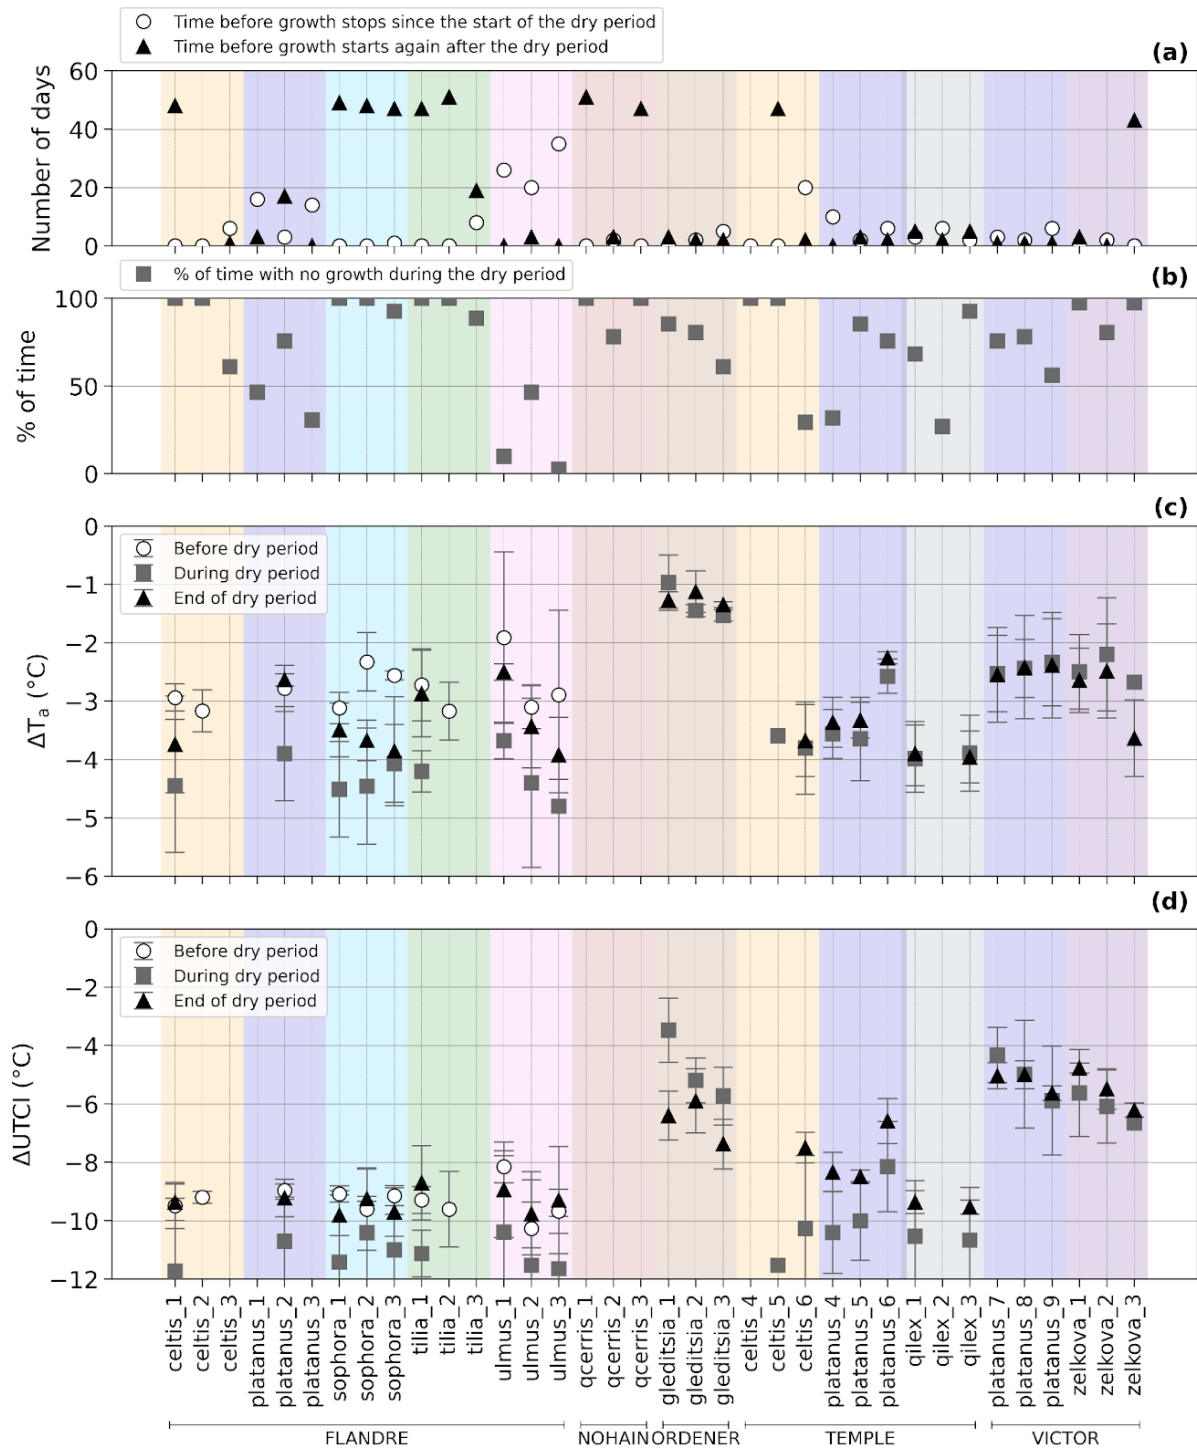 Time before growth stops since the start of the dry period
Time before growth starts again after the dry period
(a)
Number of days
60
40
20
0
% of time with no growth during the dry period
(b)
% of time
100
50
0
(c)
ΔTa (°C)
0
−1
−2
−3
−4
−5
−6
Before dry period
During dry period
End of dry period
(d)
ΔUTCI (°C)
0
−2
−4
−6
−8
−10
−12
Before dry period
During dry period
End of dry period
celtis_1
celtis_2
celtis_3
platanus_1
platanus_2
platanus_3
sophora_1
sophora_2
sophora_3
tilia_1
tilia_2
tilia_3
ulmus_1
ulmus_2
ulmus_3
qcerris_1
qcerris_2
qcerris_3
gleditsia_1
gleditsia_2
gleditsia_3
celtis_4
celtis_5
celtis_6
platanus_4
platanus_5
platanus_6
qilex_1
qilex_2
qilex_3
platanus_7
platanus_8
platanus_9
zelkova_1
zelkova_2
zelkova_3
FLANDRE NOHAIN ORDENER TEMPLE VICTOR